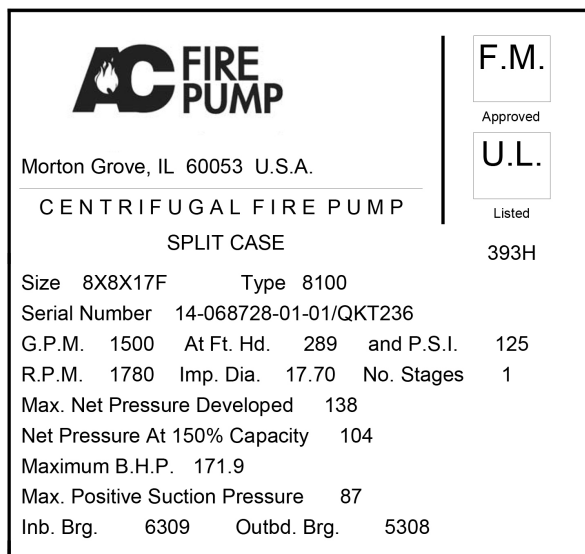 AC FIRE PUMP
F.M.
Approved
U.L.
Listed
393H
Morton Grove, IL 60053 U.S.A.
CENTRIFUGAL FIRE PUMP
SPLIT CASE
Size 8X8X17F Type 8100
Serial Number 14-068728-01-01/QKT236
G.P.M. 1500 At Ft. Hd. 289 and P.S.I. 125
R.P.M. 1780 Imp. Dia. 17.70 No. Stages 1
Max. Net Pressure Developed 138
Net Pressure At 150% Capacity 104
Maximum B.H.P. 171.9
Max. Positive Suction Pressure 87
Inb. Brg. 6309 Outbd. Brg. 5308